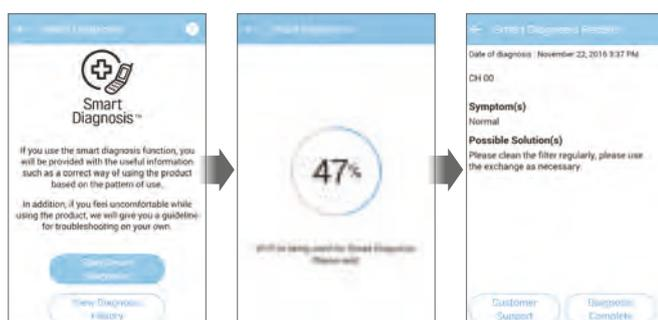 Smart
Diagnosis™
If you use the smart diagnosis function, you
will be provided with the useful information
such as a correct way of using the product
based on the pattern of use.
In addition, if you feel uncomfortable while
using the product, we will give you a guideline
for troubleshooting on your own.
View Diagnosis
History
47%
Smart Diagnosis Result
Date of diagnosis : November 22, 2016 3:37 PM
CH 00
Symptom(s)
Normal
Possible Solution(s)
Please clean the filter regularly, please use
the exchange as necessary.
Customer
Support
Diagnosis
Complete